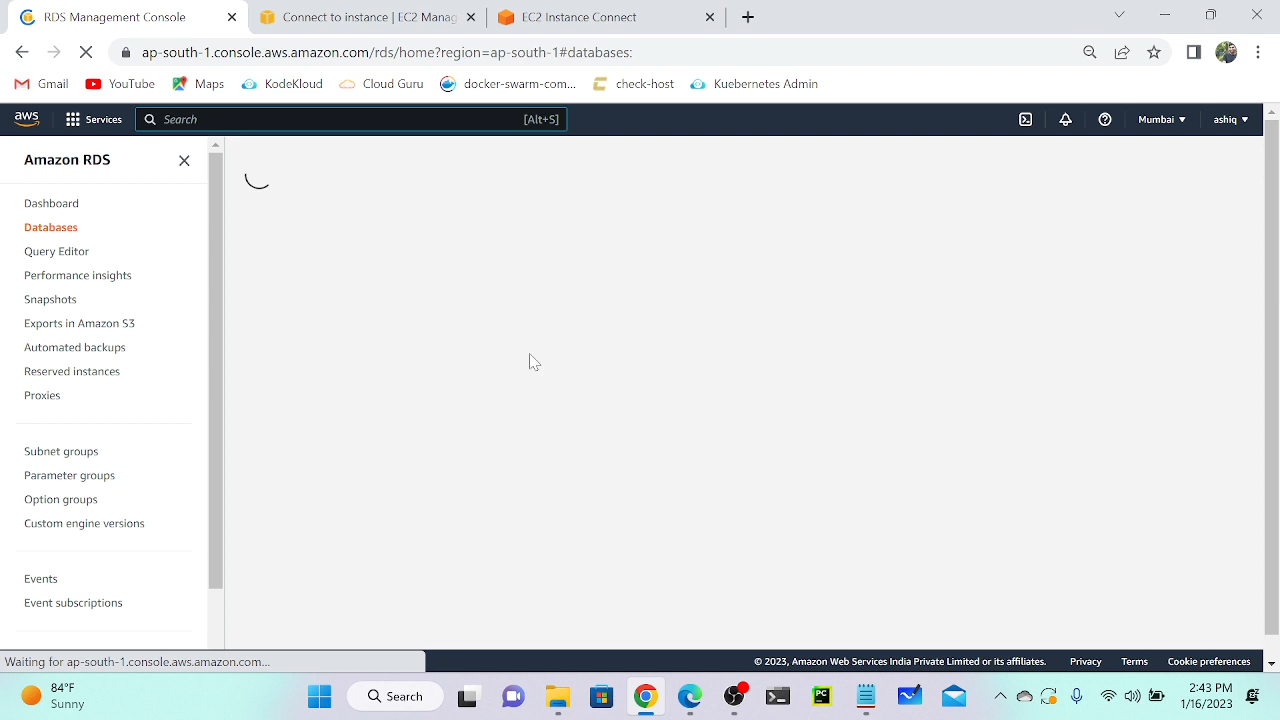 RDS Management Console
Connect to instance | EC2 Manag
EC2 Instance Connect
ap-south-1.console.aws.amazon.com/rds/home?region=ap-south-1#databases:
Gmail
YouTube
Maps
KodeKloud
Cloud Guru
docker-swarm-com...
check-host
Kuebernetes Admin
aws
Services
Search
[Alt+S]
Mumbai
ashiq
Amazon RDS
Dashboard
Databases
Query Editor
Performance insights
Snapshots
Exports in Amazon S3
Automated backups
Reserved instances
Proxies
Subnet groups
Parameter groups
Option groups
Custom engine versions
Events
Event subscriptions
Waiting for ap-south-1.console.aws.amazon.com...
© 2023, Amazon Web Services India Private Limited or its affiliates.
Privacy
Terms
Cookie preferences
84°F
Sunny
Search
PC
2:43 PM
1/16/2023